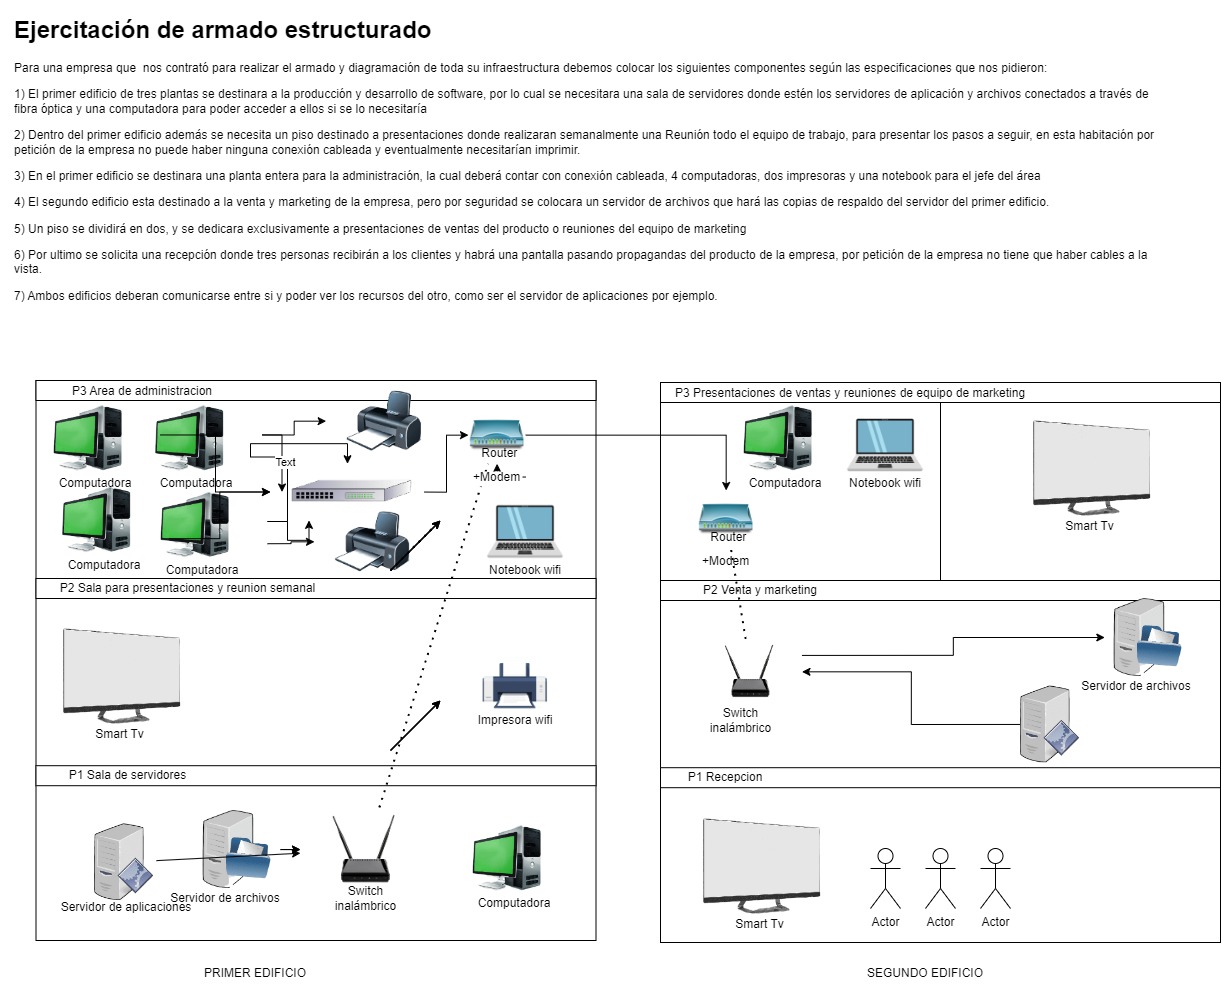 Ejercitación de armado estructurado
Para una empresa que  nos contrató para realizar el armado y diagramación de toda su infraestructura debemos colocar los siguientes componentes según las especificaciones que nos pidieron:
1) El primer edificio de tres plantas se destinara a la producción y desarrollo de software, por lo cual se necesitara una sala de servidores donde estén los servidores de aplicación y archivos conectados a través de
fibra óptica y una computadora para poder acceder a ellos si se lo necesitaría
2) Dentro del primer edificio además se necesita un piso destinado a presentaciones donde realizaran semanalmente una Reunión todo el equipo de trabajo, para presentar los pasos a seguir, en esta habitación por
petición de la empresa no puede haber ninguna conexión cableada y eventualmente necesitarían imprimir.
3) En el primer edificio se destinara una planta entera para la administración, la cual deberá contar con conexión cableada, 4 computadoras, dos impresoras y una notebook para el jefe del área
4) El segundo edificio esta destinado a la venta y marketing de la empresa, pero por seguridad se colocara un servidor de archivos que hará las copias de respaldo del servidor del primer edificio.
5) Un piso se dividirá en dos, y se dedicara exclusivamente a presentaciones de ventas del producto o reuniones del equipo de marketing
6) Por ultimo se solicita una recepción donde tres personas recibirán a los clientes y habrá una pantalla pasando propagandas del producto de la empresa, por petición de la empresa no tiene que haber cables a la
vista.
7) Ambos edificios deberan comunicarse entre si y poder ver los recursos del otro, como ser el servidor de aplicaciones por ejemplo.
P3 Area de administracion
Computadora
Computadora
Text
Router
+Modem-
Computadora
Computadora
Notebook wifi
P2 Sala para presentaciones y reunion semanal
Smart Tv
Impresora wifi
P1 Sala de servidores
Servidor de aplicaciones
Servidor de archivos
Switch
inalámbrico
Computadora
PRIMER EDIFICIO
P3 Presentaciones de ventas y reuniones de equipo de marketing
Computadora
Notebook wifi
Smart Tv
Router
+Modem
P2 Venta y marketing
Servidor de archivos
Switch
inalámbrico
P1 Recepcion
Smart Tv
Actor
Actor
Actor
SEGUNDO EDIFICIO